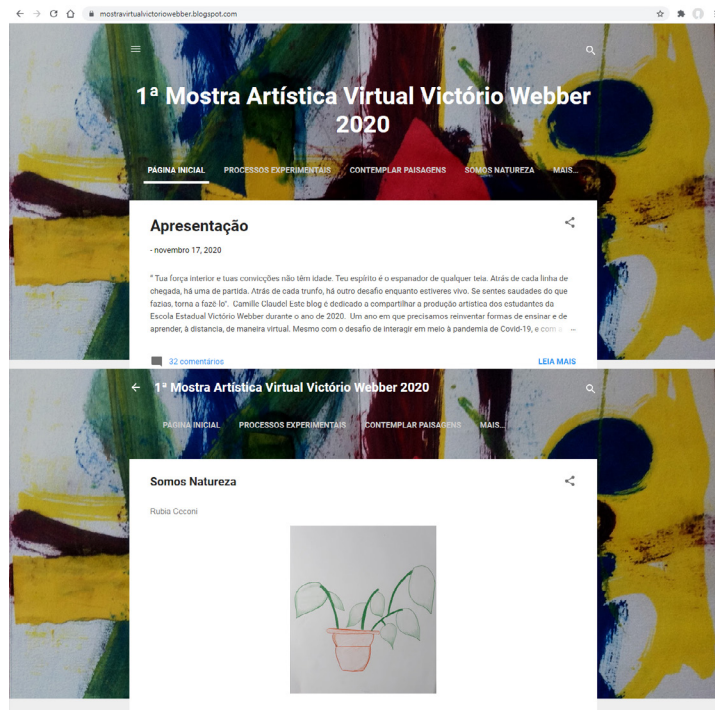 mostravirtualvictoriowebber.blogspot.com
1ª Mostra Artística Virtual Victório Webber
2020
PÁGINA INICIAL PROCESSOS EXPERIMENTAIS CONTEMPLAR PAISAGENS SOMOS NATUREZA MAIS...
Apresentação
- novembro 17, 2020
" Tua força interior e tuas convicções não têm idade. Teu espírito é o espanador de qualquer teia. Atrás de cada linha de
chegada, há uma de partida. Atrás de cada trunfo, há outro desafio enquanto estiveres vivo. Se sentes saudades do que
fazias, torna a fazê-lo". Camille Claudel Este blog é dedicado a compartilhar a produção artística dos estudantes da
Escola Estadual Victório Webber durante o ano de 2020. Um ano em que precisamos reinventar formas de ensinar e de
aprender, à distancia, de maneira virtual. Mesmo com o desafio de interagir em meio à pandemia de Covid-19, e com
32 comentários LEIA MAIS
1ª Mostra Artística Virtual Victório Webber 2020
PÁGINA INICIAL PROCESSOS EXPERIMENTAIS CONTEMPLAR PAISAGENS MAIS...
Somos Natureza
Rubia Ceconi